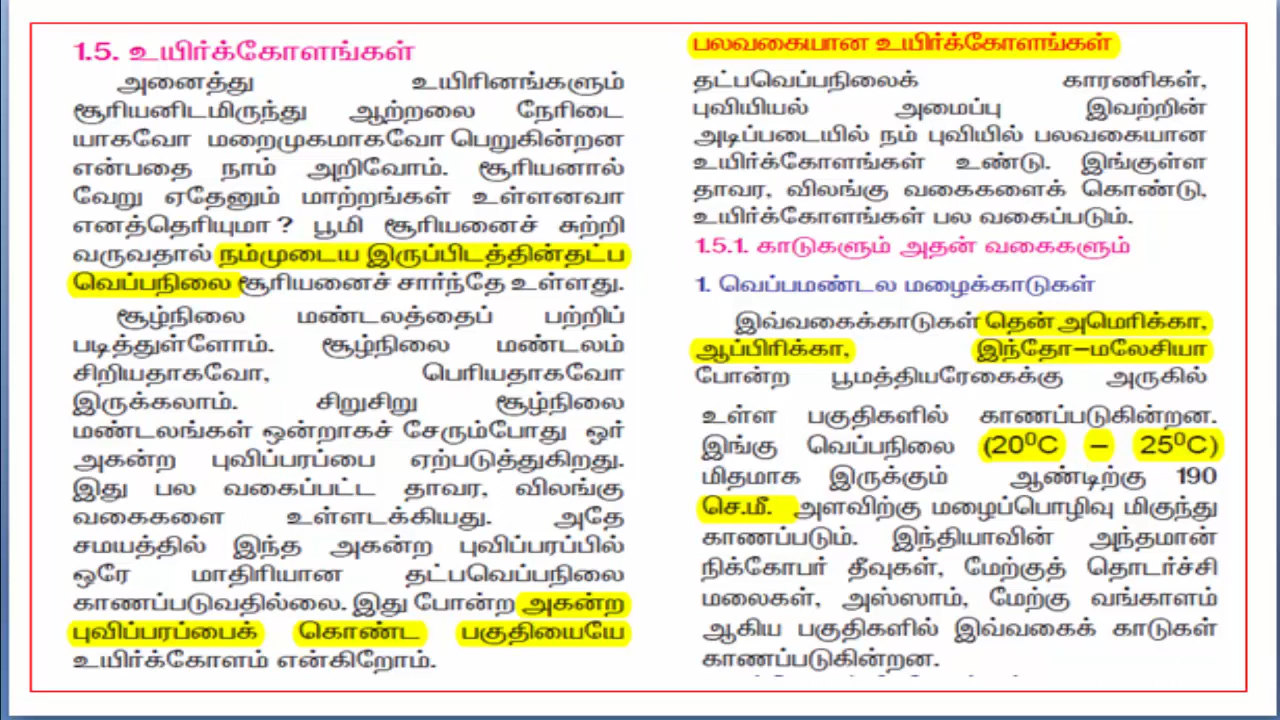 1.5. உயிர்க்கோளங்கள்
அனைத்து உயிரினங்களும்
சூரியனிடமிருந்து ஆற்றலை நேரிடை
யாகவோ மறைமுகமாகவோ பெறுகின்றன
என்பதை நாம் அறிவோம். சூரியனால்
வேறு ஏதேனும் மாற்றங்கள் உள்ளனவா
எனத்தெரியுமா? பூமி சூரியனைச் சுற்றி
வருவதால் நம்முடைய இருப்பிடத்தின்தட்ப
வெப்பநிலை சூரியனைச் சார்ந்தே உள்ளது.
சூழ்நிலை மண்டலத்தைப் பற்றிப்
படித்துள்ளோம். சூழ்நிலை மண்டலம்
சிறியதாகவோ, பெரியதாகவோ
இருக்கலாம். சிறுசிறு சூழ்நிலை
மண்டலங்கள் ஒன்றாகச் சேரும்போது ஓர்
அகன்ற புவிப்பரப்பை ஏற்படுத்துகிறது.
இது பல வகைப்பட்ட தாவர, விலங்கு
வகைகளை உள்ளடக்கியது. அதே
சமயத்தில் இந்த அகன்ற புவிப்பரப்பில்
ஒரே மாதிரியான தட்பவெப்பநிலை
காணப்படுவதில்லை. இது போன்ற அகன்ற
புவிப்பரப்பைக் கொண்ட பகுதியையே
உயிர்க்கோளம் என்கிறோம்.
பலவகையான உயிர்க்கோளங்கள்
தட்பவெப்பநிலைக் காரணிகள்,
புவியியல் அமைப்பு இவற்றின்
அடிப்படையில் நம் புவியில் பலவகையான
உயிர்க்கோளங்கள் உண்டு. இங்குள்ள
தாவர, விலங்கு வகைகளைக் கொண்டு,
உயிர்க்கோளங்கள் பல வகைப்படும்.
1.5.1. காடுகளும் அதன் வகைகளும்
1. வெப்பமண்டல மழைக்காடுகள்
இவ்வகைக்காடுகள் தென் அமெரிக்கா,
ஆப்பிரிக்கா, இந்தோ–மலேசியா
போன்ற பூமத்தியரேகைக்கு அருகில்
உள்ள பகுதிகளில் காணப்படுகின்றன.
இங்கு வெப்பநிலை (20⁰C – 25⁰C)
மிதமாக இருக்கும் ஆண்டிற்கு 190
செ.மீ. அளவிற்கு மழைப்பொழிவு மிகுந்து
காணப்படும். இந்தியாவின் அந்தமான்
நிக்கோபர் தீவுகள், மேற்குத் தொடர்ச்சி
மலைகள், அஸ்ஸாம், மேற்கு வங்காளம்
ஆகிய பகுதிகளில் இவ்வகைக் காடுகள்
காணப்படுகின்றன.